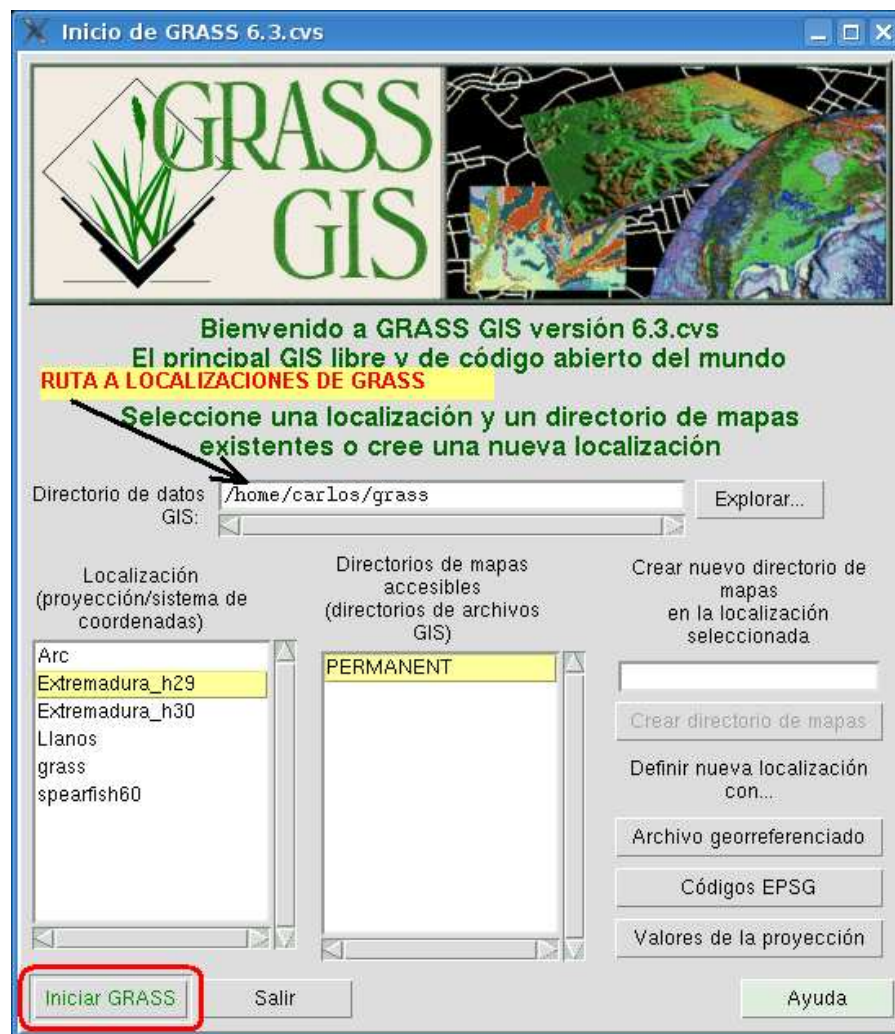 Inicio de GRASS 6.3.cvs
GRASS
GIS
Bienvenido a GRASS GIS versión 6.3.cvs
El principal GIS libre y de código abierto del mundo
RUTA A LOCALIZACIONES DE GRASS
Seleccione una localización y un directorio de mapas
existentes o cree una nueva localización
Directorio de datos
GIS:
/home/carlos/grass
Explorar...
Localización
(proyección/sistema de
coordenadas)
Arc
Extremadura_h29
Extremadura_h30
Llanos
grass
spearfish60
Directorios de mapas
accesibles
(directorios de archivos
GIS)
PERMANENT
Crear nuevo directorio de
mapas
en la localización
seleccionada
Crear directorio de mapas
Definir nueva localización
con...
Archivo georreferenciado
Códigos EPSG
Valores de la proyección
Iniciar GRASS
Salir
Ayuda